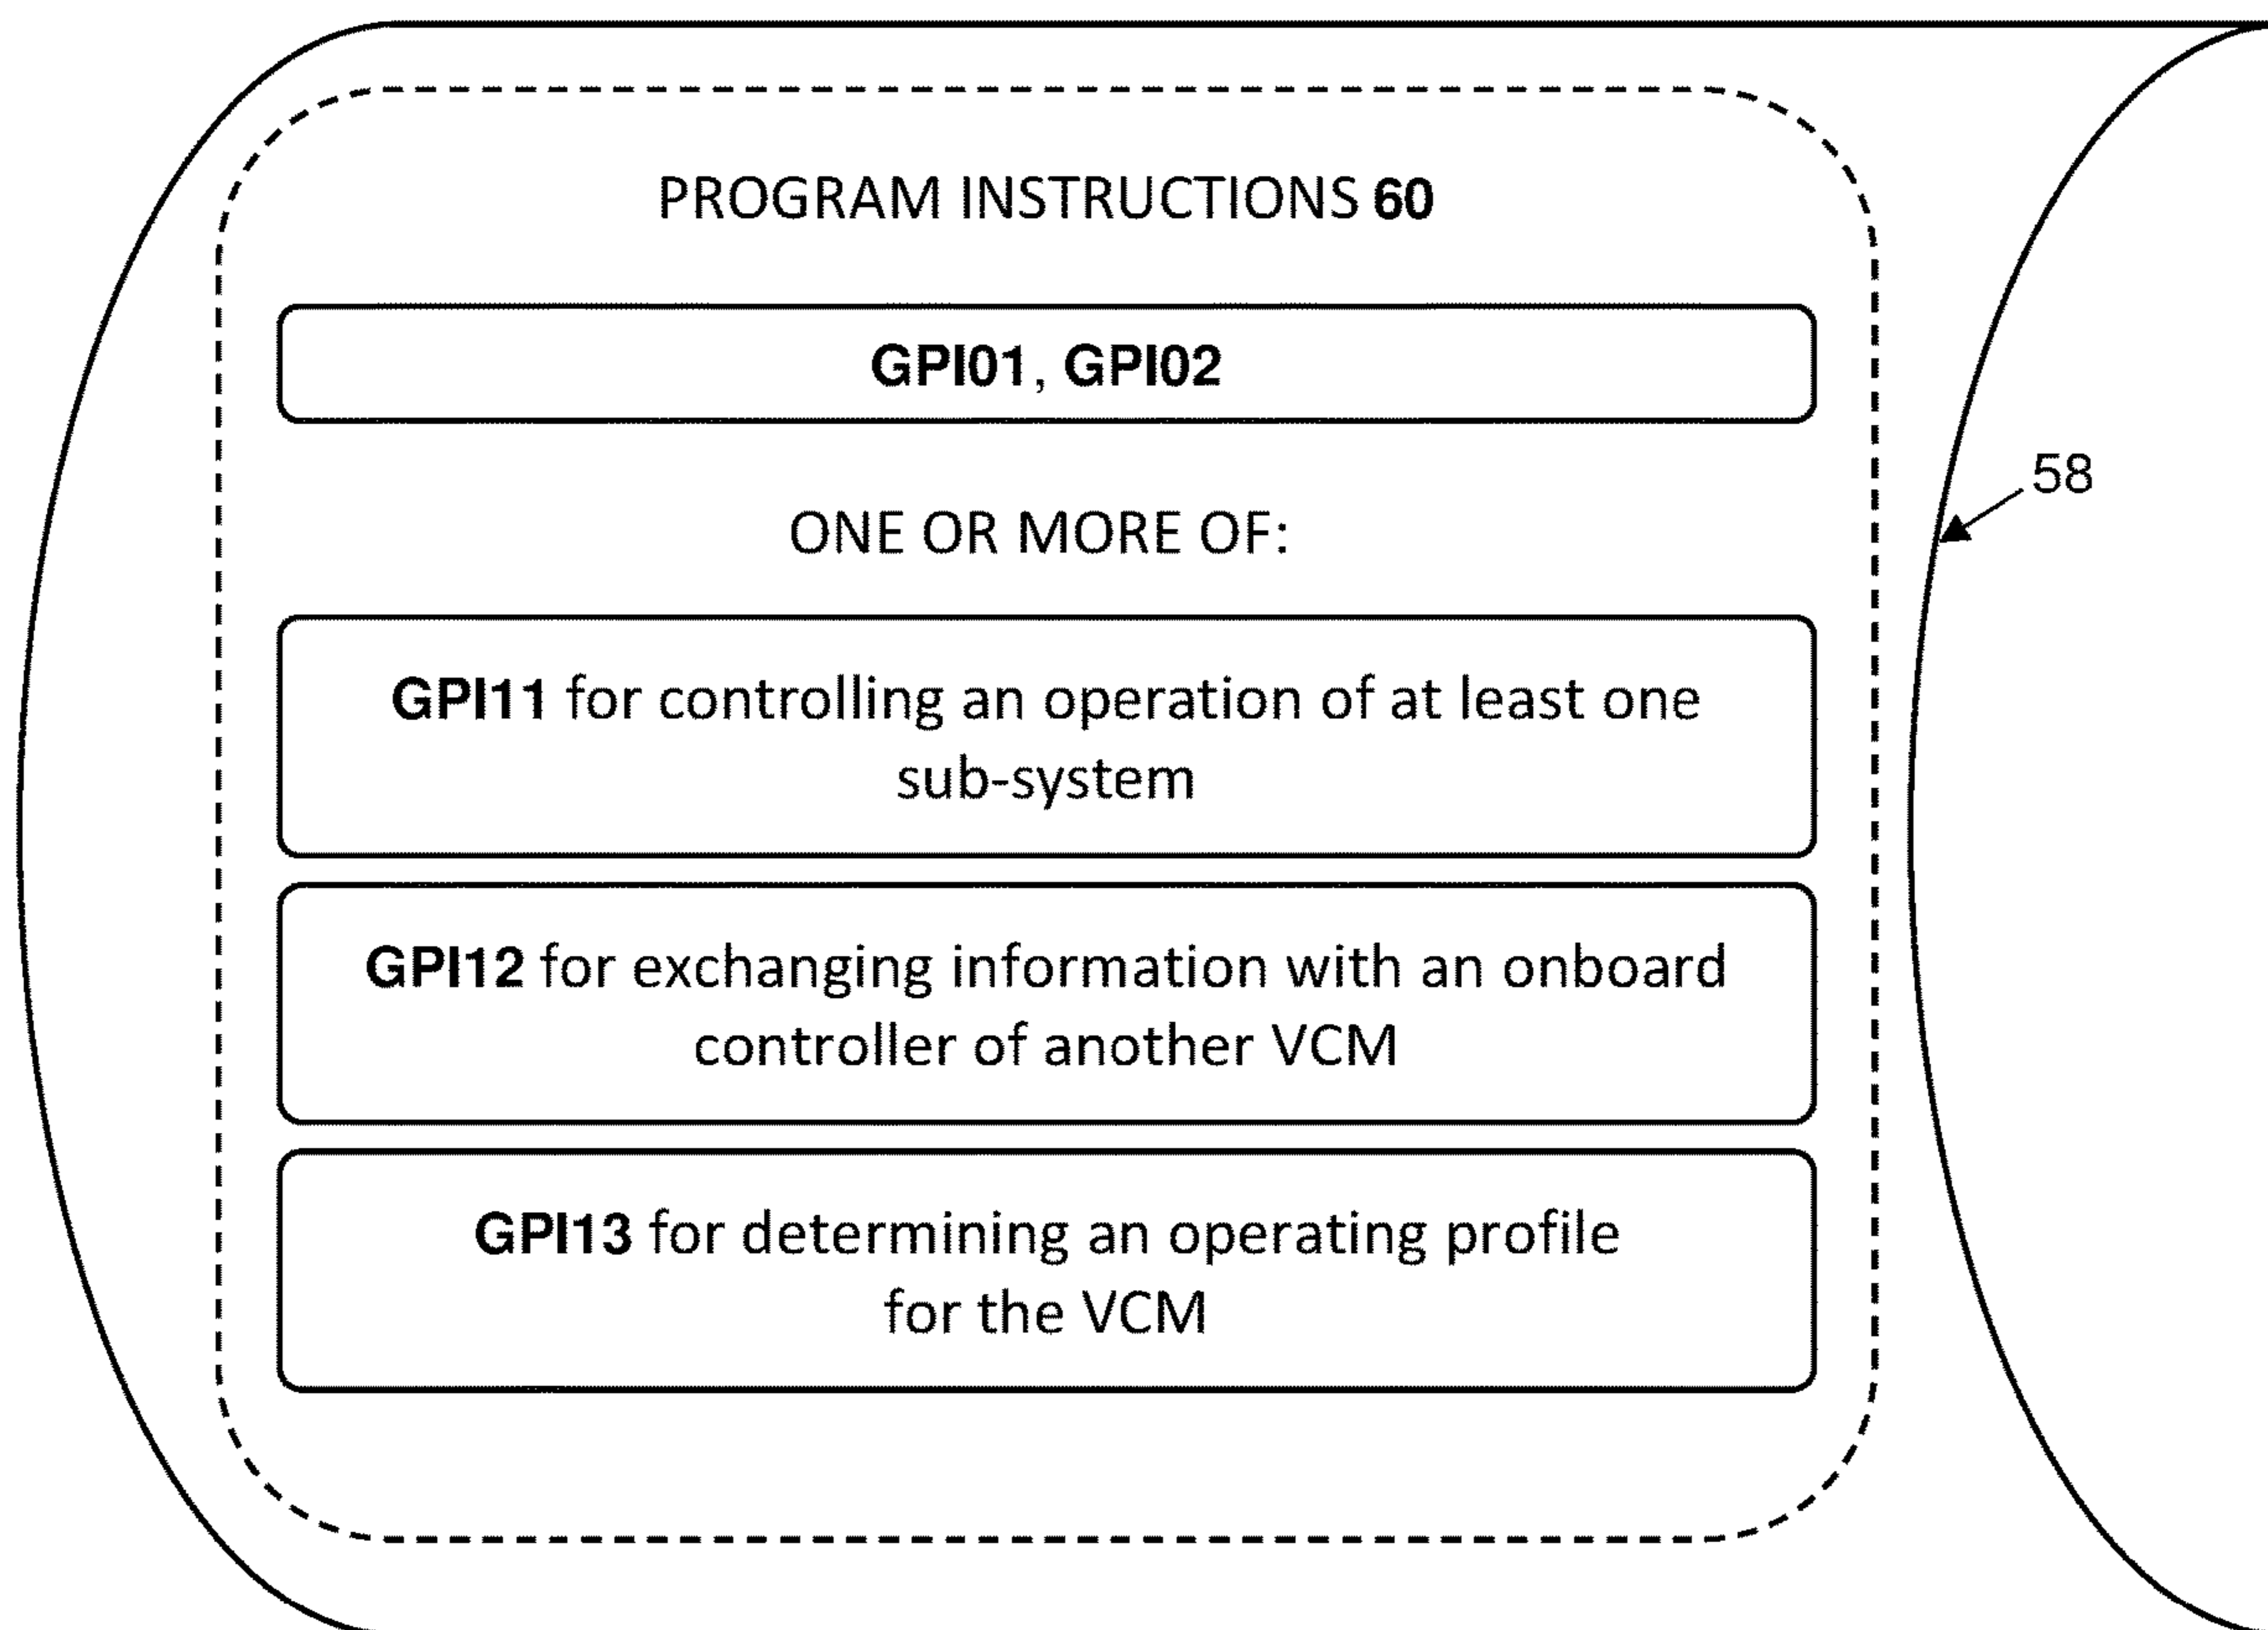 PROGRAM INSTRUCTIONS 60
GPI01, GPI02
58
ONE OR MORE OF:
GPI11 for controlling an operation of at least one
sub-system
GPI12 for exchanging information with an onboard
controller of another VCM
GPI13 for determining an operating profile
for the VCM